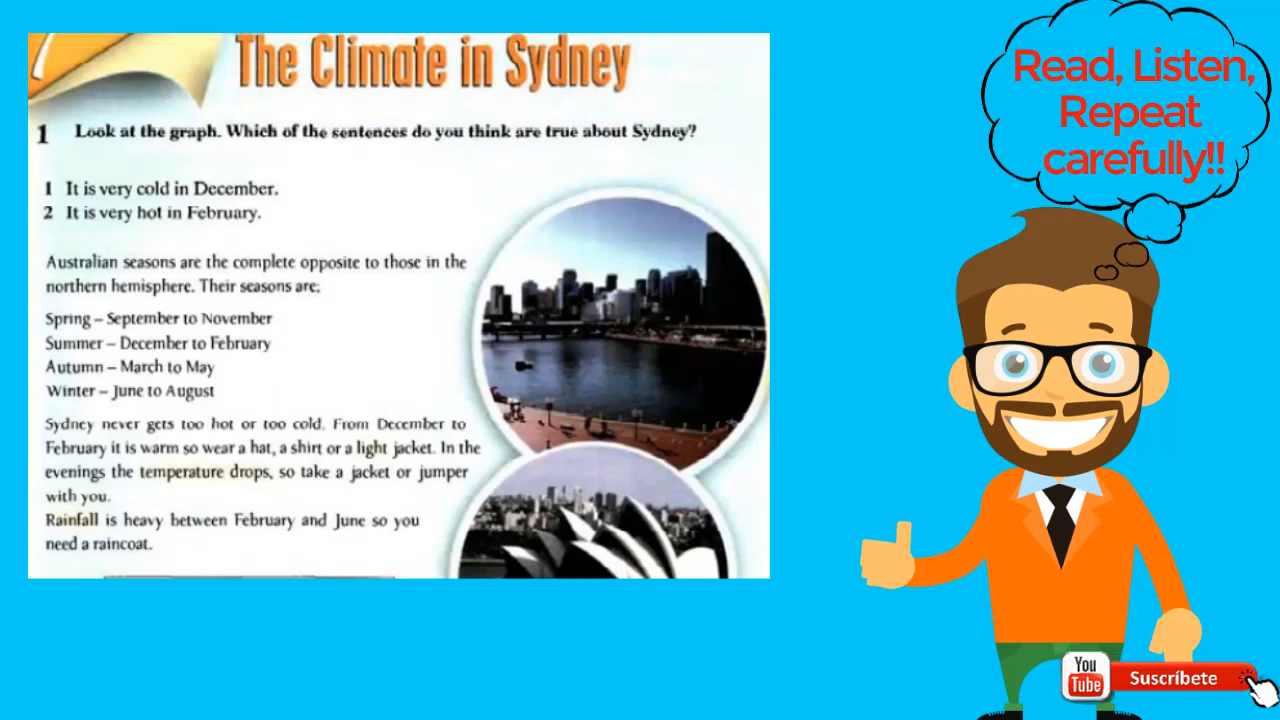 The Climate in Sydney
1 Look at the graph. Which of the sentences do you think are true about Sydney?
1 It is very cold in December.
2 It is very hot in February.
Australian seasons are the complete opposite to those in the
northern hemisphere. Their seasons are:
Spring – September to November
Summer – December to February
Autumn – March to May
Winter – June to August
Sydney never gets too hot or too cold. From December to
February it is warm so wear a hat, a shirt or a light jacket. In the
evenings the temperature drops, so take a jacket or jumper
with you.
Rainfall is heavy between February and June so you
need a raincoat.
Read, Listen,
Repeat
carefully!!
You
Tube
Suscríbete